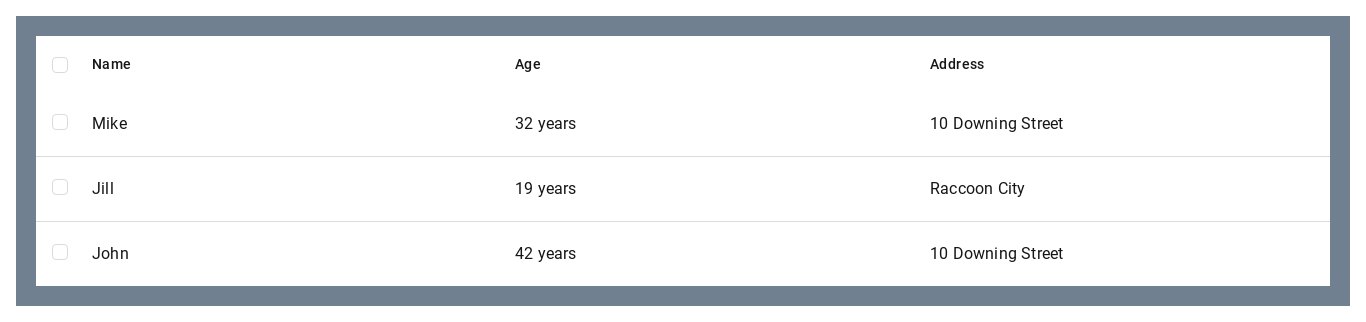 Name Age Address
Mike 32 years 10 Downing Street
Jill 19 years Raccoon City
John 42 years 10 Downing Street